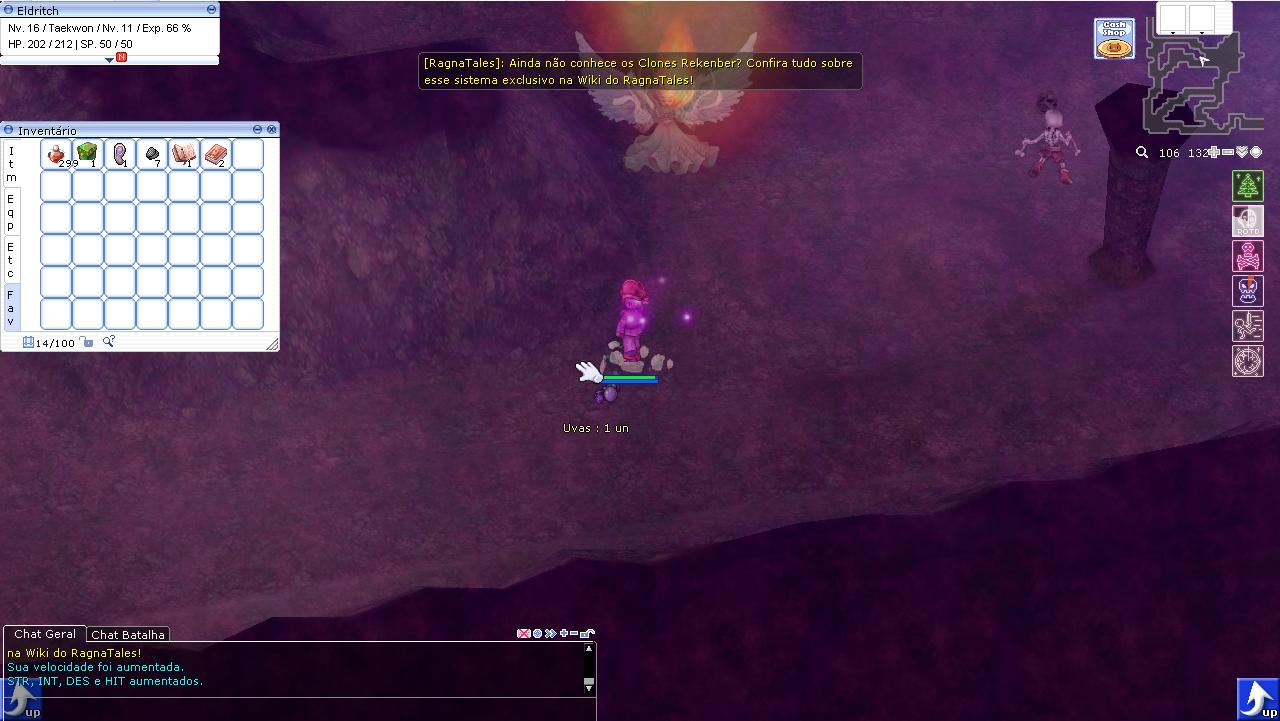 Eldritch
Nv. 16 / Taekwon / Nv. 11 / Exp. 66 %
HP. 202 / 212 | SP. 50 / 50
N
[RagnaTales]: Ainda não conhece os Clones Rekenber? Confira tudo sobre
esse sistema exclusivo na Wiki do RagnaTales!
Cash
Shop
Inventário
Itm
Eqp
Etc
Fav
299 1 1 7 1 2
14/100
106 132
Uvas : 1 un
Chat Geral
Chat Batalha
na Wiki do RagnaTales!
Sua velocidade foi aumentada.
STR, INT, DES e HIT aumentados.
up
up